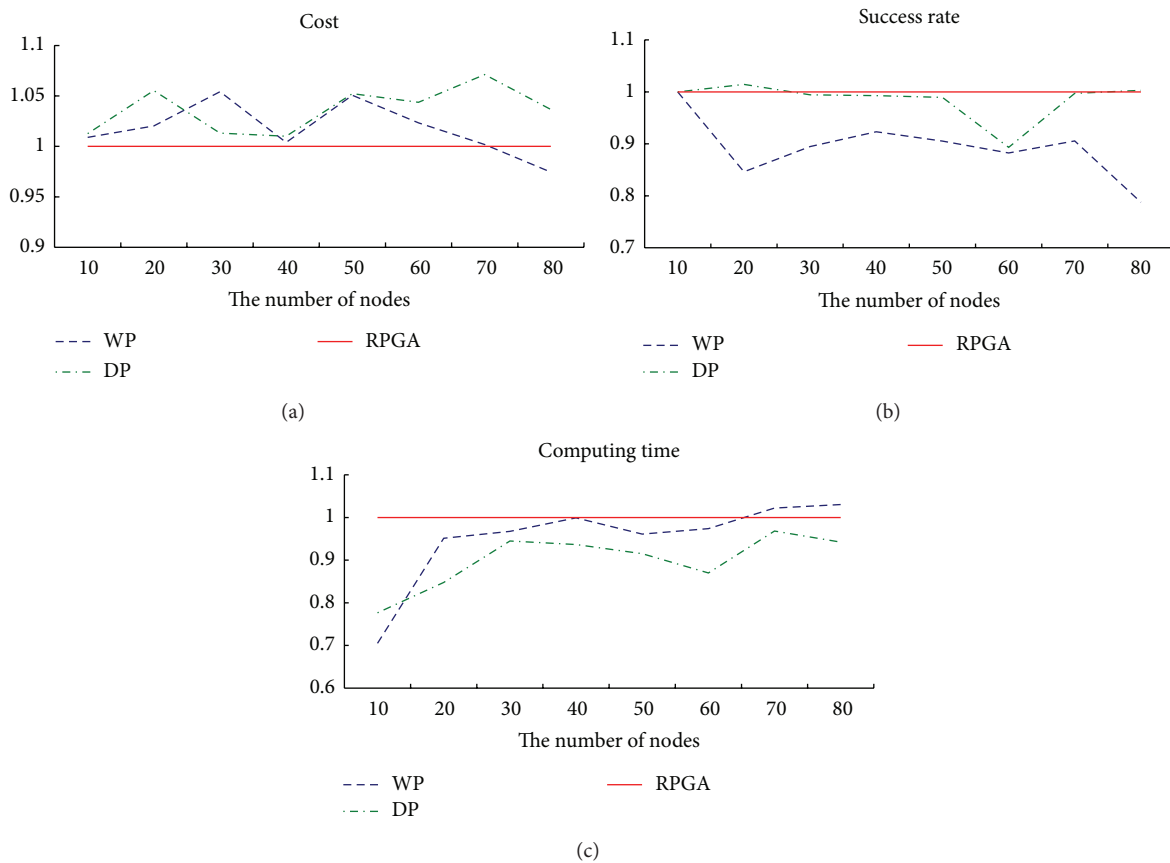 Cost
1.1
1.05
1
0.95
0.9
10 20 30 40 50 60 70 80
The number of nodes
WP RPGA
DP
(a)
Success rate
1.1
1
0.9
0.8
0.7
10 20 30 40 50 60 70 80
The number of nodes
WP RPGA
DP
(b)
Computing time
1.1
1
0.9
0.8
0.7
0.6
10 20 30 40 50 60 70 80
The number of nodes
WP RPGA
DP
(c)